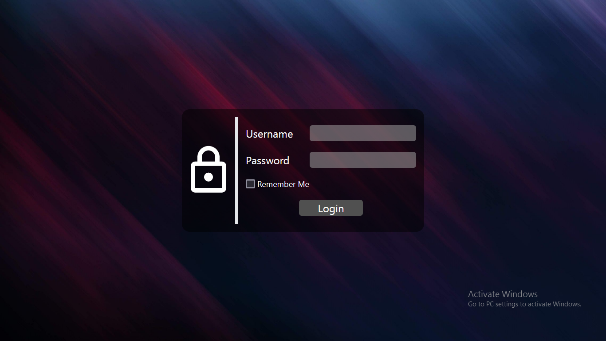 Username
Password
Remember Me
Login
Activate Windows
Go to PC settings to activate Windows.